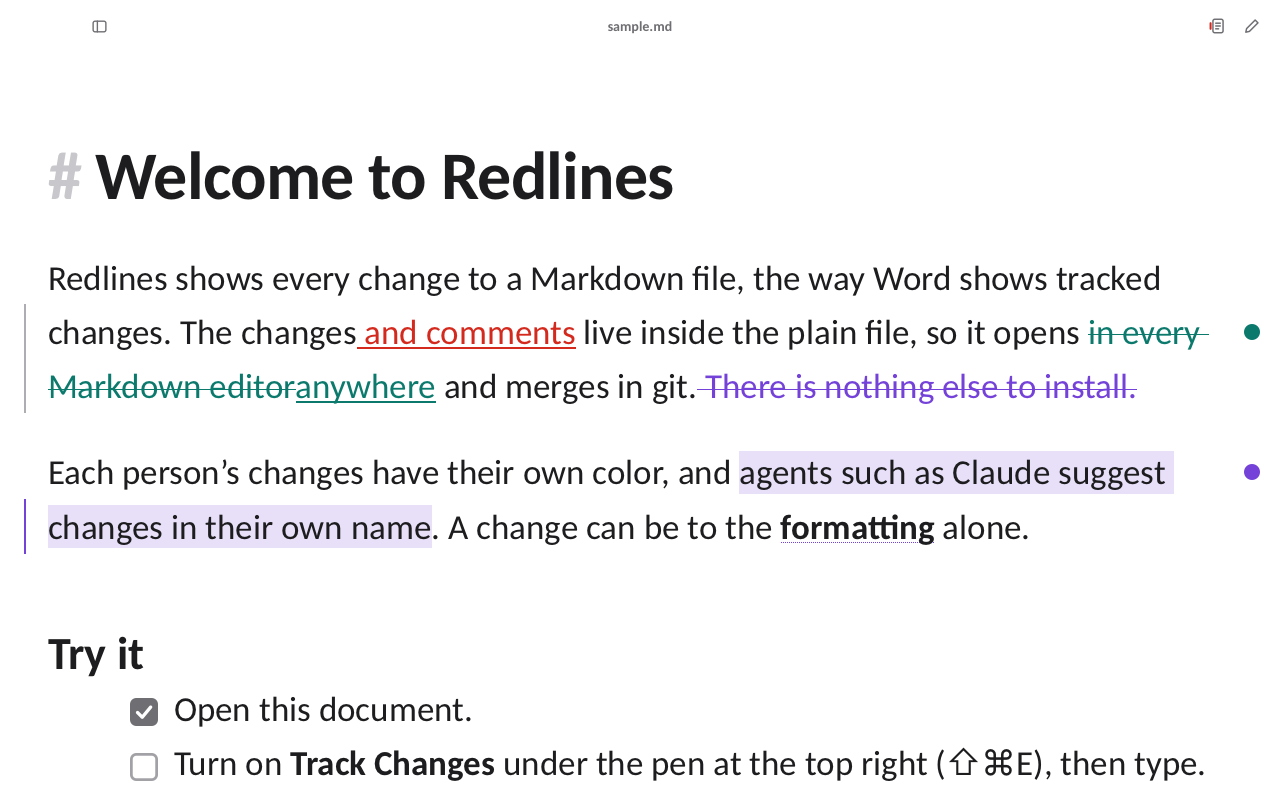 sample.md
# Welcome to Redlines
Redlines shows every change to a Markdown file, the way Word shows tracked
changes. The changes and comments live inside the plain file, so it opens in every
Markdown editoranywhere and merges in git. There is nothing else to install.
Each person’s changes have their own color, and agents such as Claude suggest
changes in their own name. A change can be to the formatting alone.
Try it
Open this document.
Turn on Track Changes under the pen at the top right (⇧⌘E), then type.